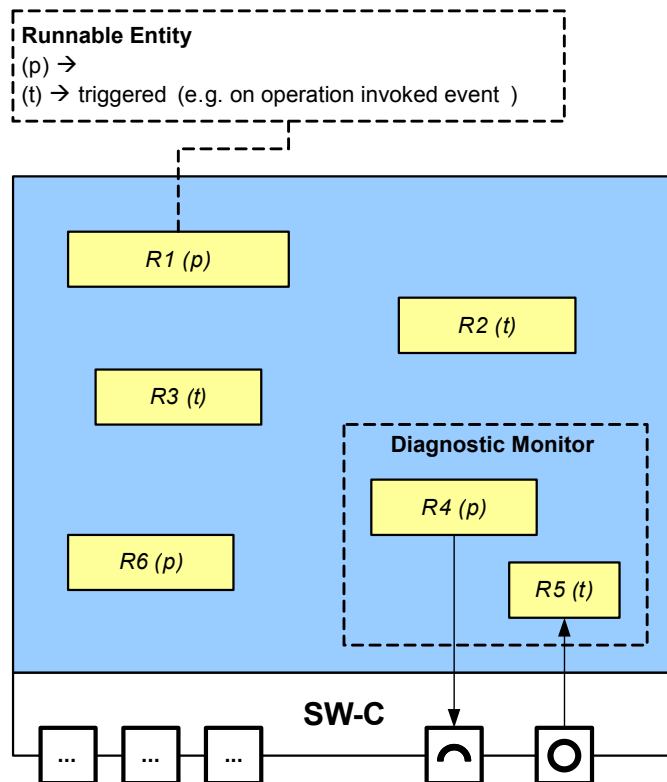 Runnable Entity
(p) →
(t) → triggered (e.g. on operation invoked event )
R1 (p)
R2 (t)
R3 (t)
Diagnostic Monitor
R4 (p)
R6 (p)
R5 (t)
SW-C
... ... ...